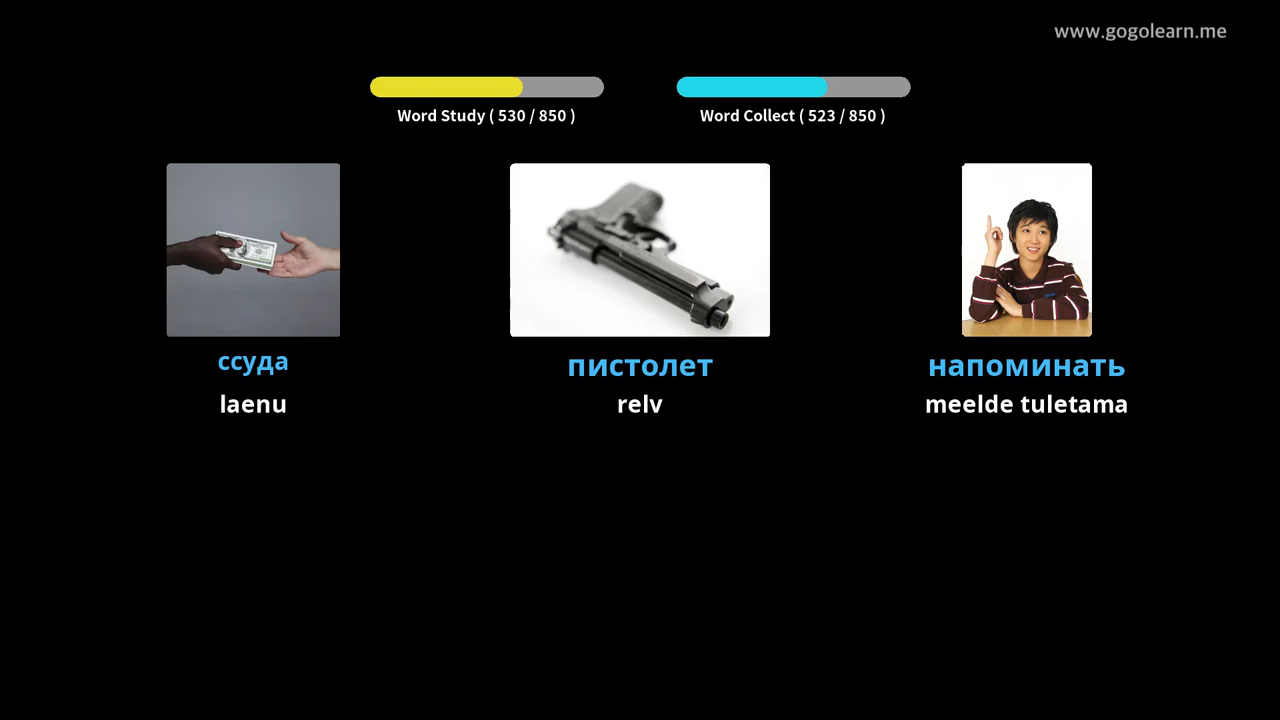 www.gogolearn.me
Word Study ( 530 / 850 )
Word Collect ( 523 / 850 )
ссуда
laenu
пистолет
relv
напоминать
meelde tuletama